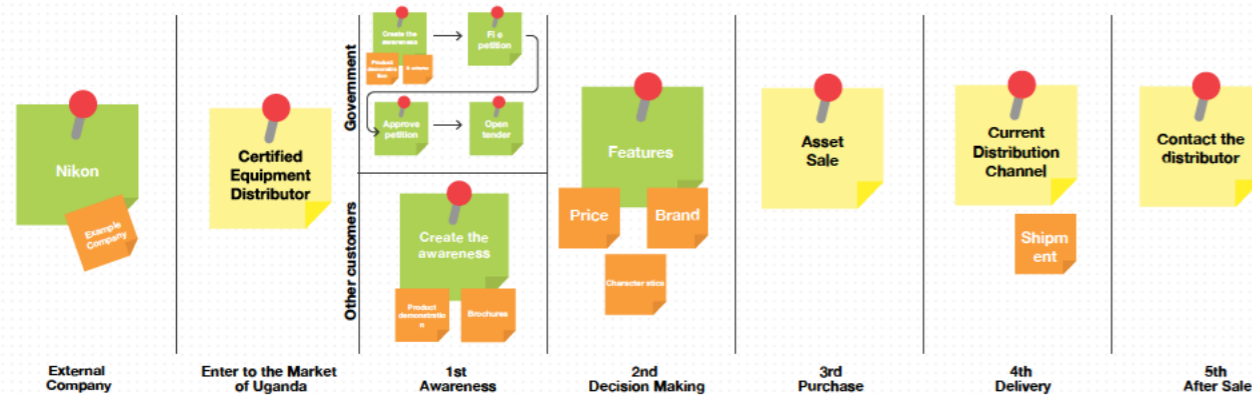 Government
Create the
awareness
Product
demonstra
tion
Fi e
petition
Approve
petition
Open
tender
Nikon
Example
Company
Certified
Equipment
Distributor
Other customers
Create the
awareness
Product
demonstratio
n
Brochures
Features
Price
Brand
Character stics
Asset
Sale
Current
Distribution
Channel
Shipm
ent
Contact the
distributor
External
Company
Enter to the Market
of Uganda
1st
Awareness
2nd
Decision Making
3rd
Purchase
4th
Delivery
5th
After Sale